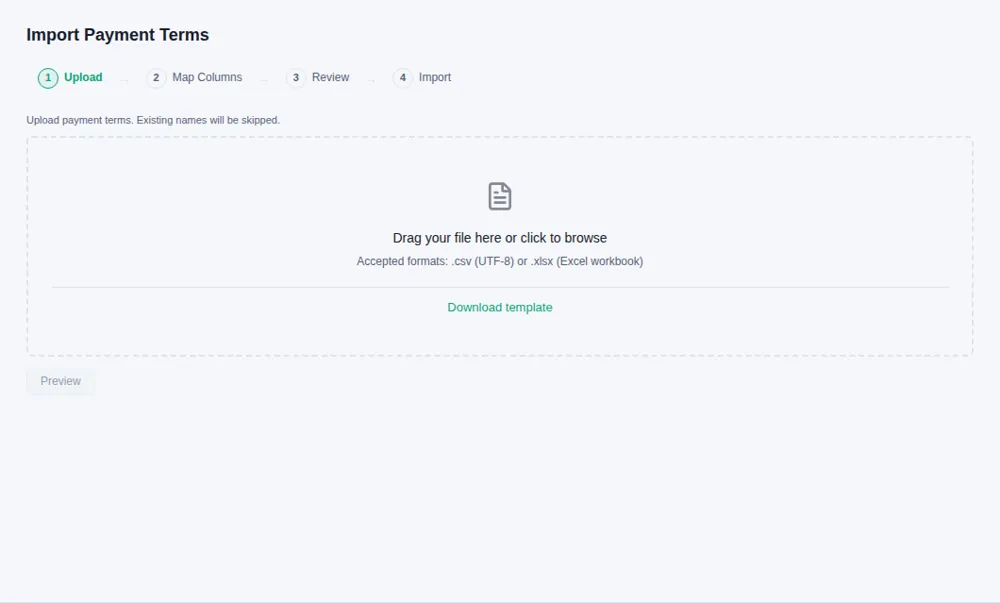 Import Payment Terms
1 Upload → 2 Map Columns → 3 Review → 4 Import
Upload payment terms. Existing names will be skipped.
Drag your file here or click to browse
Accepted formats: .csv (UTF-8) or .xlsx (Excel workbook)
Download template
Preview